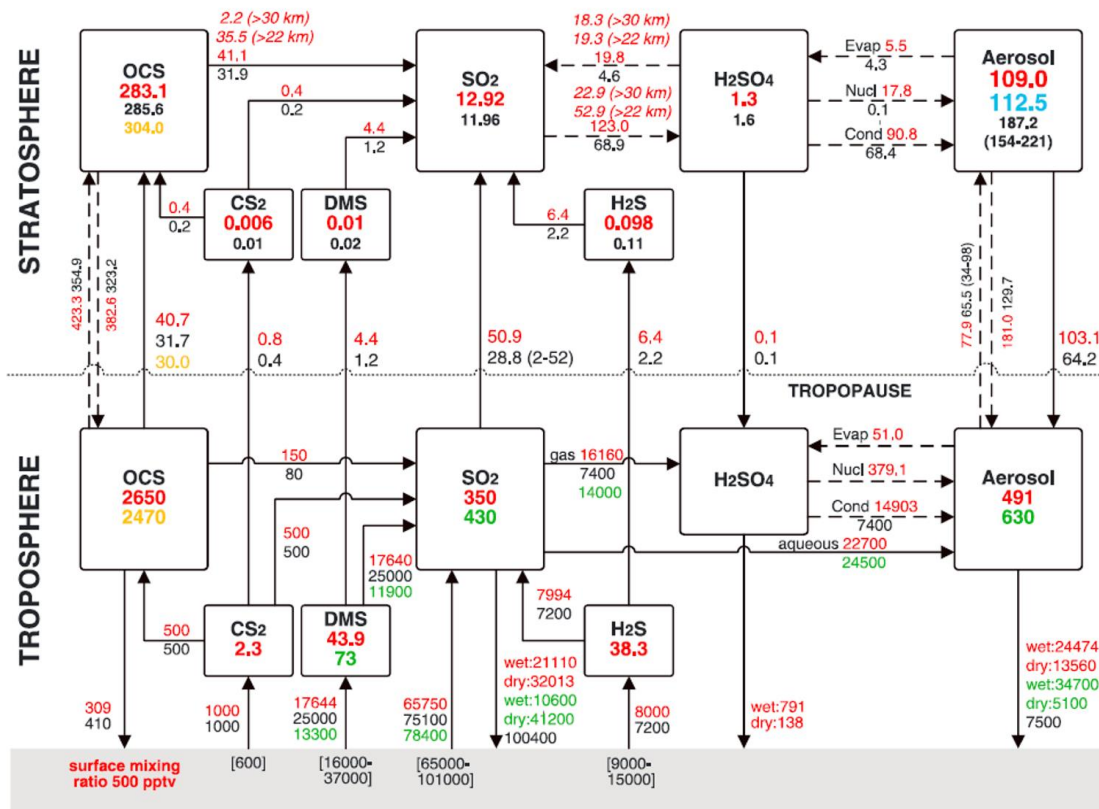 STRATOSPHERE
TROPOSPHERE
2.2 (>30 km)
35.5 (>22 km)
41.1
31.9
OCS
283.1
285.6
304.0
0.4
0.2
4.4
1.2
SO2
12.92
11.96
18.3 (>30 km)
19.3 (>22 km)
19.8
4.6
22.9 (>30 km)
52.9 (>22 km)
123.0
68.9
H2SO4
1.3
1.6
Evap 5.5
4.3
Nucl 17.8
0.1
Cond 90.8
68.4
Aerosol
109.0
112.5
187.2
(154-221)
0.4
0.2
CS2
0.006
0.01
DMS
0.01
0.02
6.4
2.2
H2S
0.098
0.11
423.3 354.9
382.6 323.2
40.7
31.7
30.0
0.8
0.4
4.4
1.2
50.9
28.8 (2-52)
6.4
2.2
0.1
0.1
77.9 65.5 (34-98)
181.0 129.7
103.1
64.2
TROPOPAUSE
OCS
2650
2470
150
80
500
500
17640
25000
11900
SO2
350
430
gas 16160
7400
14000
H2SO4
Evap 51.0
Nucl 379.1
Cond 14903
7400
aqueous 22700
24500
Aerosol
491
630
500
500
CS2
2.3
DMS
43.9
73
7994
7200
H2S
38.3
309
410
1000
1000
17644
25000
13300
65750
75100
78400
wet:21110
dry:32013
wet:10600
dry:41200
100400
8000
7200
wet:791
dry:138
wet:24474
dry:13560
wet:34700
dry:5100
7500
surface mixing
ratio 500 pptv
[600]
[16000-
37000]
[65000-
101000]
[9000-
15000]